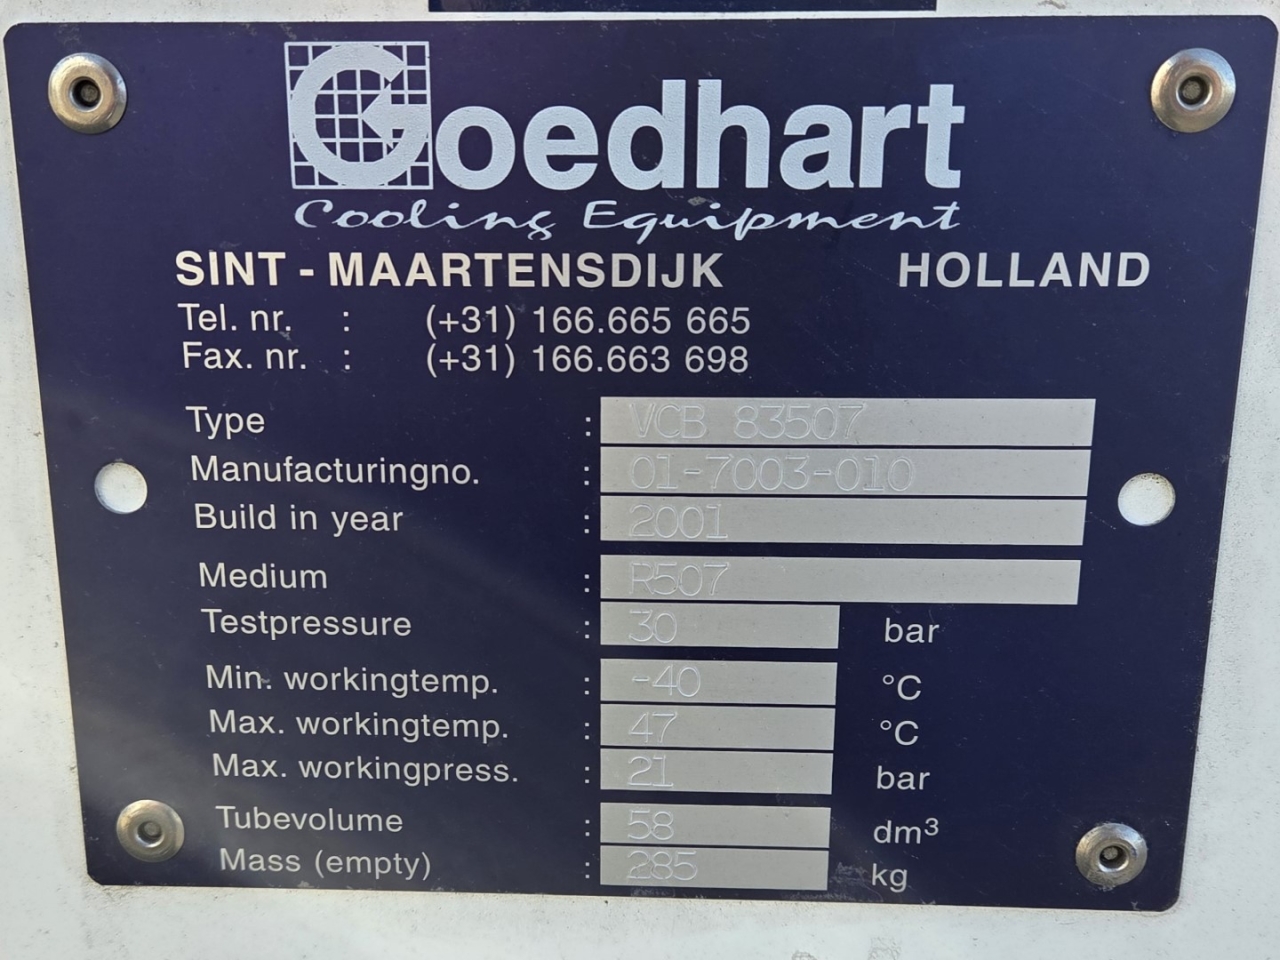 Goedhart
Cooling Equipment
SINT - MAARTENSDIJK HOLLAND
Tel. nr. : (+31) 166.665 665
Fax. nr. : (+31) 166.663 698
Type : VCB 83507
Manufacturingno. : 01-7003-010
Build in year : 2001
Medium : R507
Testpressure : 30 bar
Min. workingtemp. : -40 °C
Max. workingtemp. : 47 °C
Max. workingpress. : 21 bar
Tubevolume : 58 dm³
Mass (empty) : 285 kg